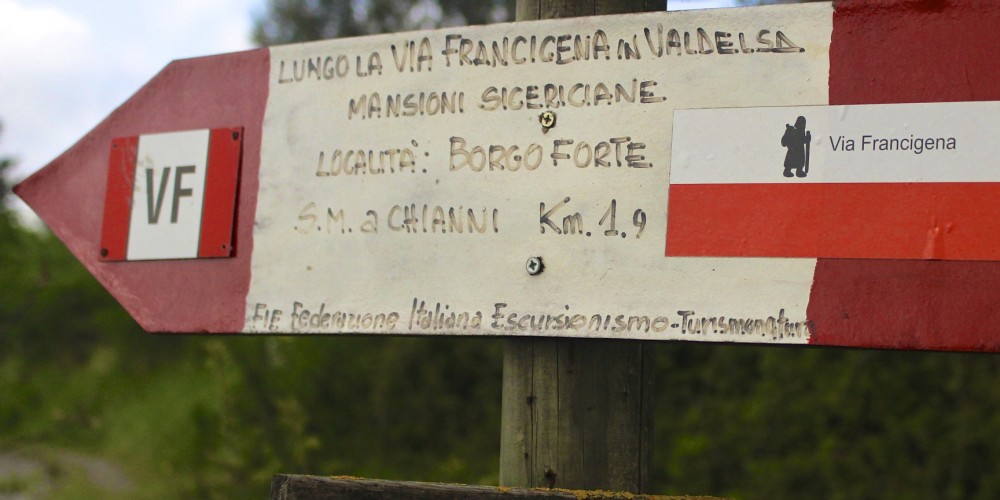 LUNGO LA VIA FRANCIGENA IN VALDELSA
MANSIONI SIGERICIANE
LOCALITÀ: BORGO FORTE
S.M. a CHIANNI Km. 1.9
FIE Federazione Italiana Escursionismo - Turismonatura
VF
Via Francigena